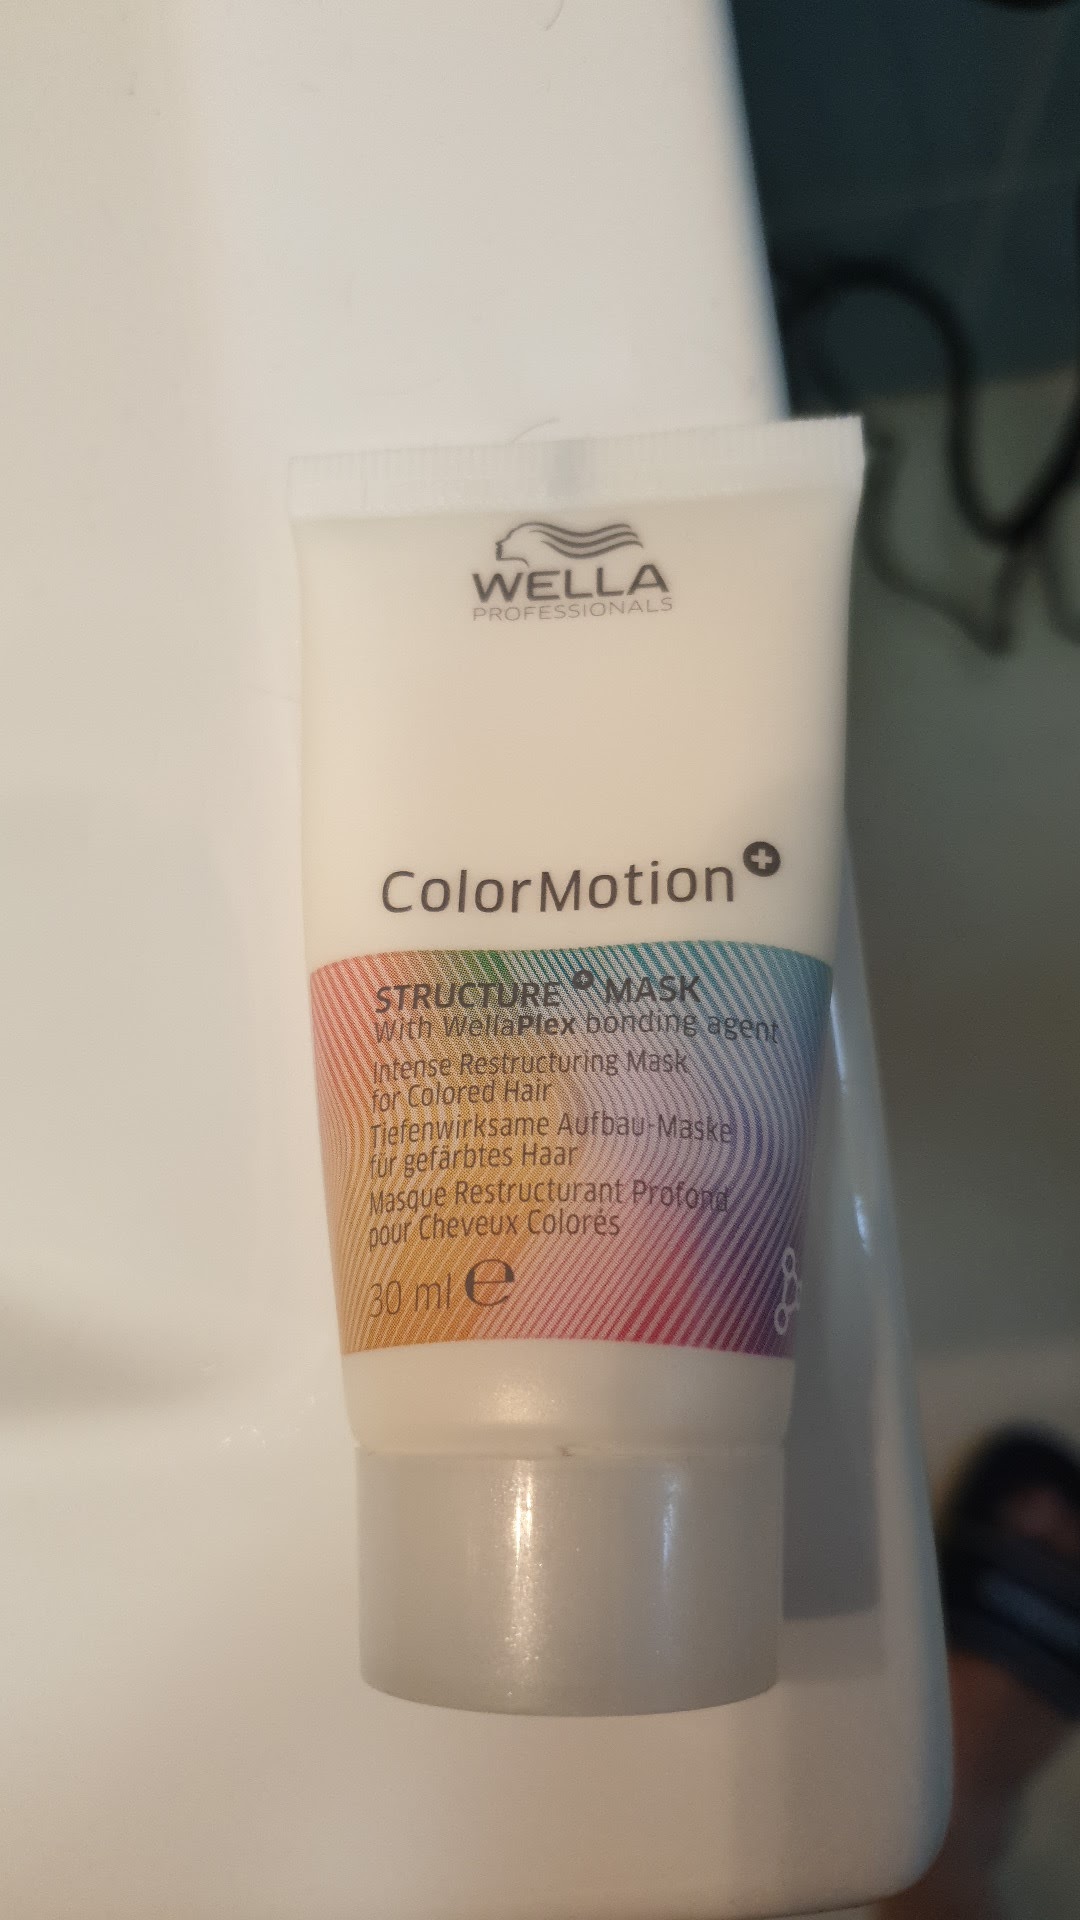 WELLA
PROFESSIONALS
ColorMotion+
STRUCTURE+ MASK
With WellaPlex bonding agent
Intense Restructuring Mask
for Colored Hair
Tiefenwirksame Aufbau-Maske
für gefärbtes Haar
Masque Restructurant Profond
pour Cheveux Colorés
30 ml e